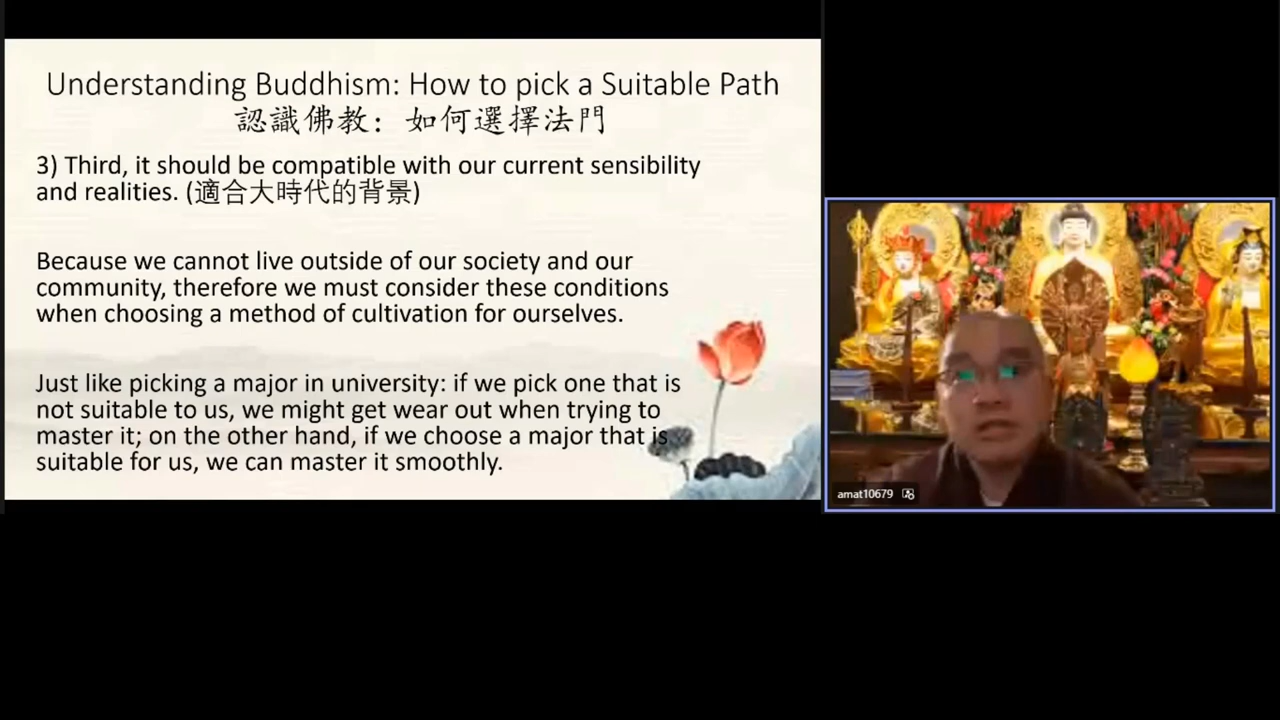 Understanding Buddhism: How to pick a Suitable Path
認識佛教：如何選擇法門
3) Third, it should be compatible with our current sensibility
and realities. (適合大時代的背景)
Because we cannot live outside of our society and our
community, therefore we must consider these conditions
when choosing a method of cultivation for ourselves.
Just like picking a major in university: if we pick one that is
not suitable to us, we might get wear out when trying to
master it; on the other hand, if we choose a major that is
suitable for us, we can master it smoothly.
amat10679